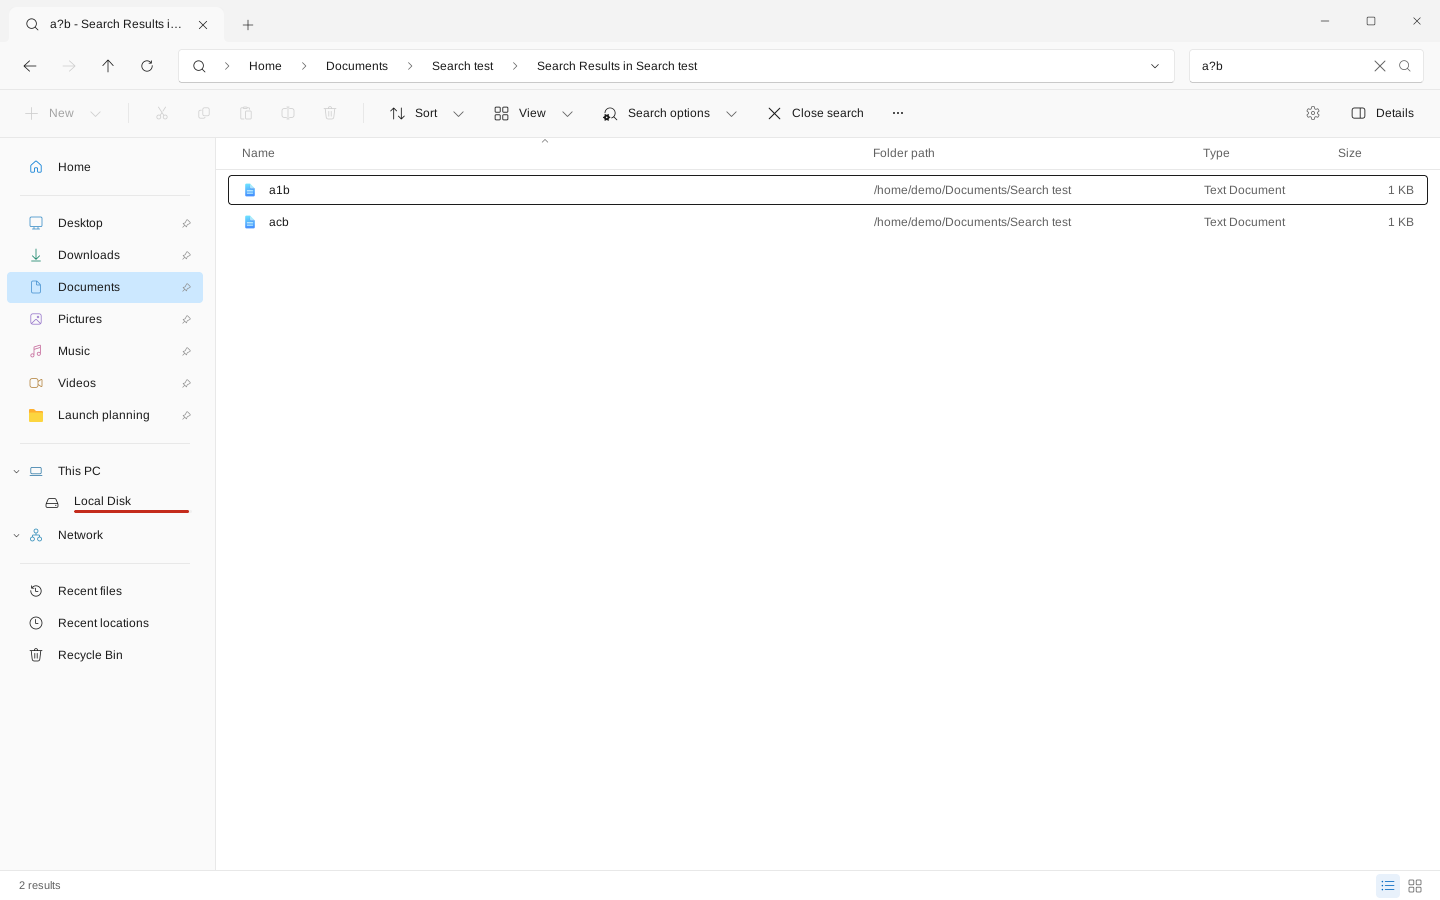 a?b - Search Results i...
Home
Documents
Search test
Search Results in Search test
a?b
New
Sort
View
Search options
Close search
Details
Home
Desktop
Downloads
Documents
Pictures
Music
Videos
Launch planning
This PC
Local Disk
Network
Recent files
Recent locations
Recycle Bin
Name Folder path Type Size
a1b /home/demo/Documents/Search test Text Document 1 KB
acb /home/demo/Documents/Search test Text Document 1 KB
2 results